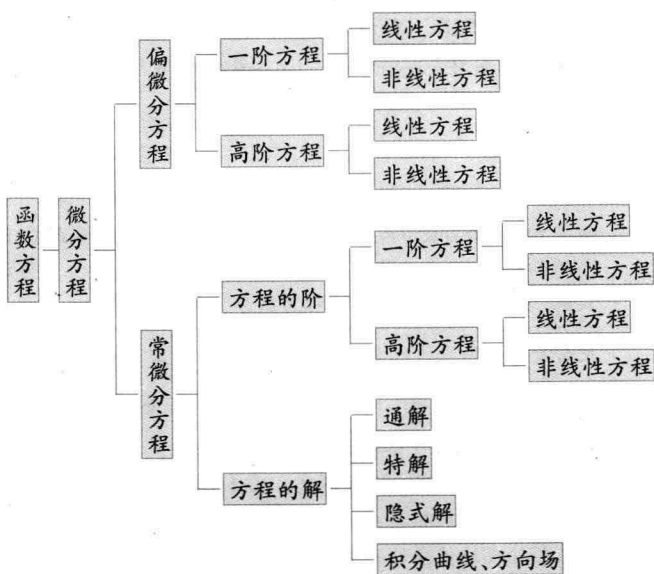 函数方程
微分方程
偏微分方程
一阶方程
线性方程
非线性方程
高阶方程
线性方程
非线性方程
常微分方程
方程的阶
一阶方程
线性方程
非线性方程
高阶方程
线性方程
非线性方程
方程的解
通解
特解
隐式解
积分曲线、方向场